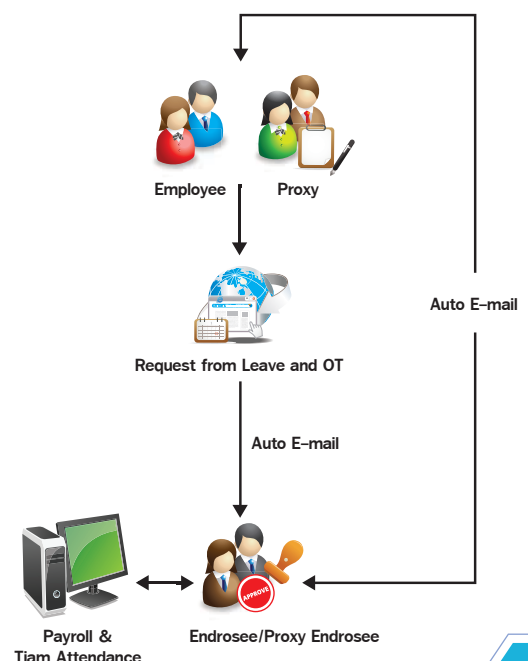 Employee
Proxy
Request from Leave and OT
Auto E-mail
Auto E-mail
APPROVE
Endrosee/Proxy Endrosee
Payroll &
Tiam Attendance